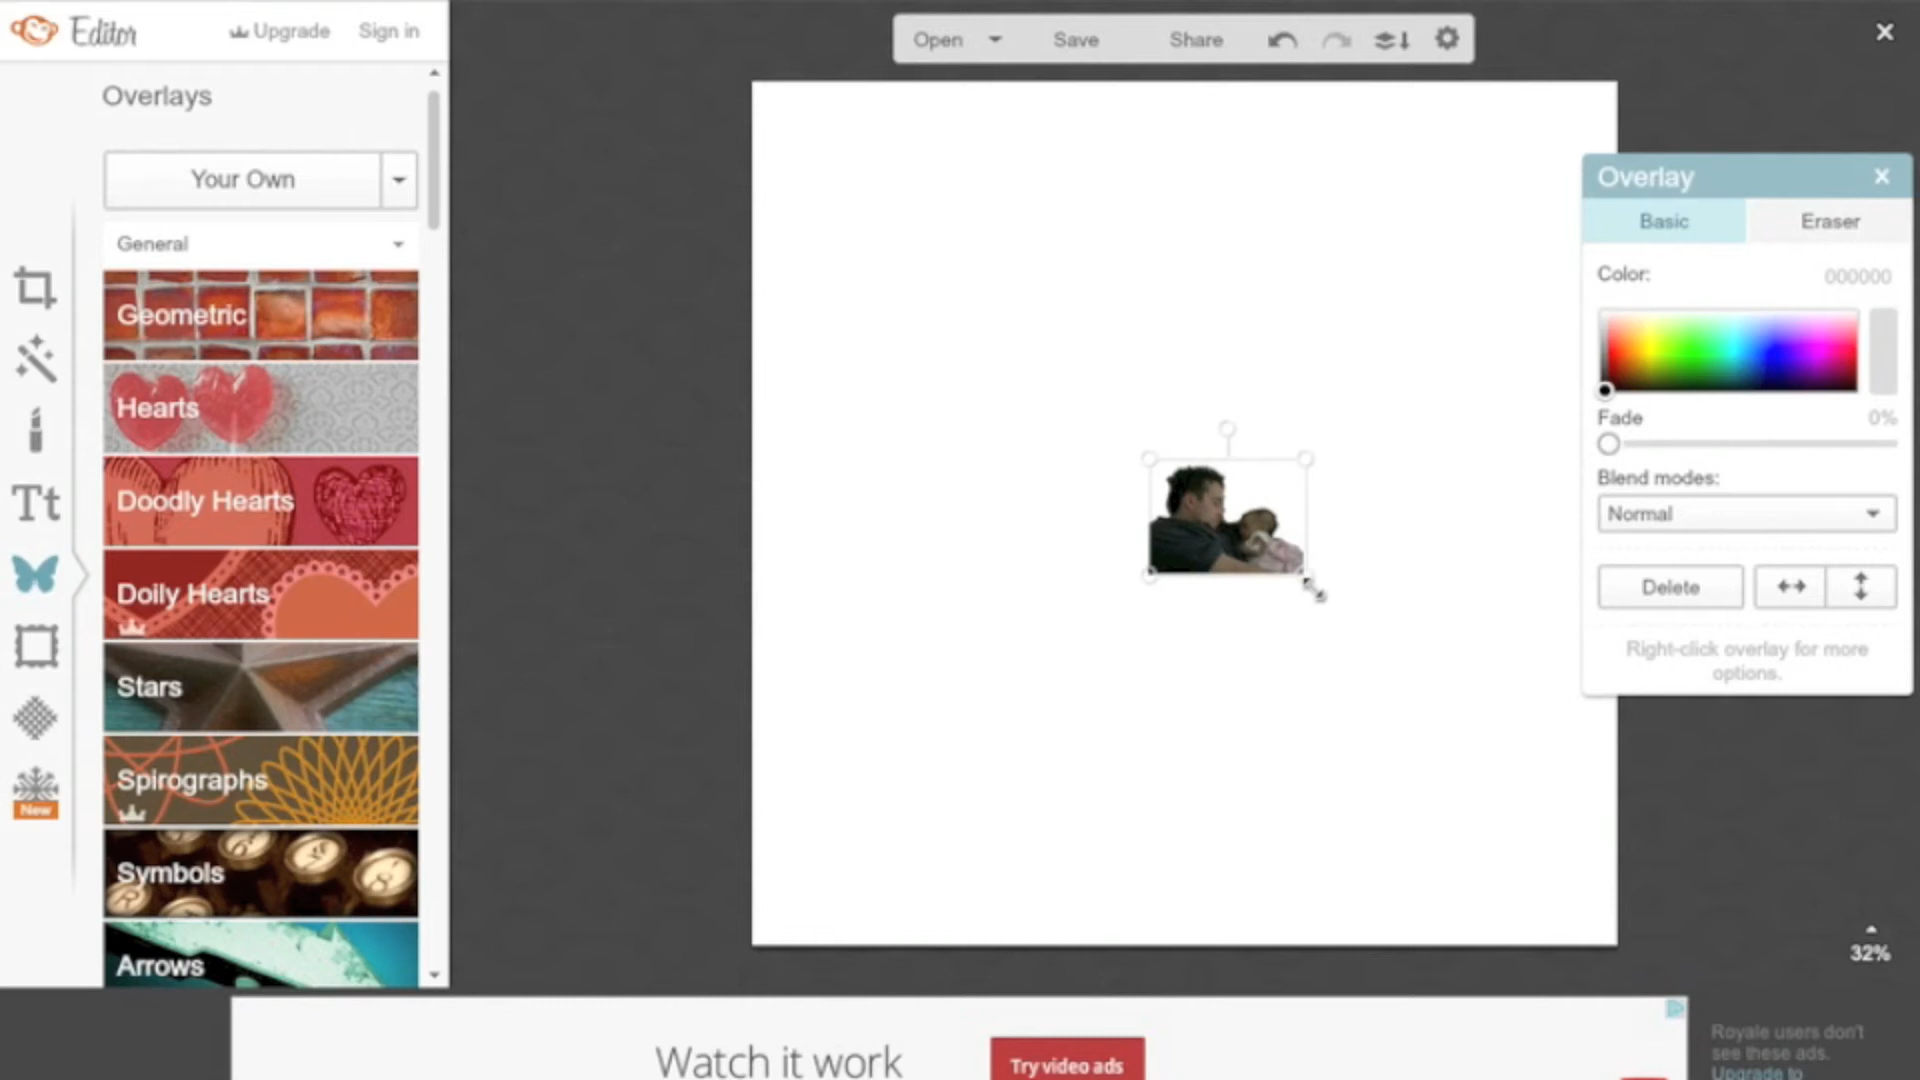 Editor
Upgrade
Sign in
Open
Save
Share
Overlays
Your Own
General
Geometric
Hearts
Doodly Hearts
Doily Hearts
Stars
Spirographs
Symbols
Arrows
New
Overlay
Basic
Eraser
Color:
000000
Fade
0%
Blend modes:
Normal
Delete
Right-click overlay for more
options.
32%
Watch it work
Try video ads
Royale users don't
see these ads.
Upgrade to